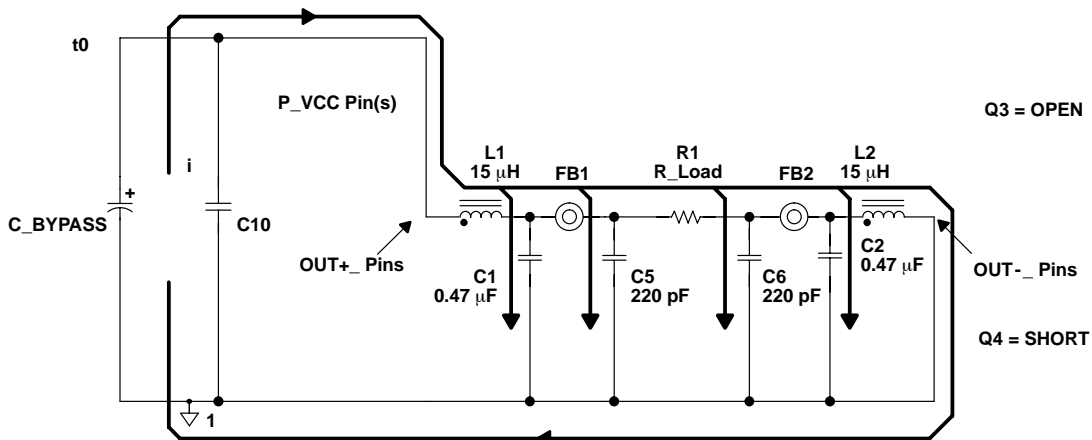 t0
P_VCC Pin(s)
Q3 = OPEN
i
L1
15 μH
FB1
R1
R_Load
FB2
L2
15 μH
+
C_BYPASS
C10
OUT+_ Pins
C1
0.47 μF
C5
220 pF
C6
220 pF
C2
0.47 μF
OUT-_ Pins
Q4 = SHORT
1